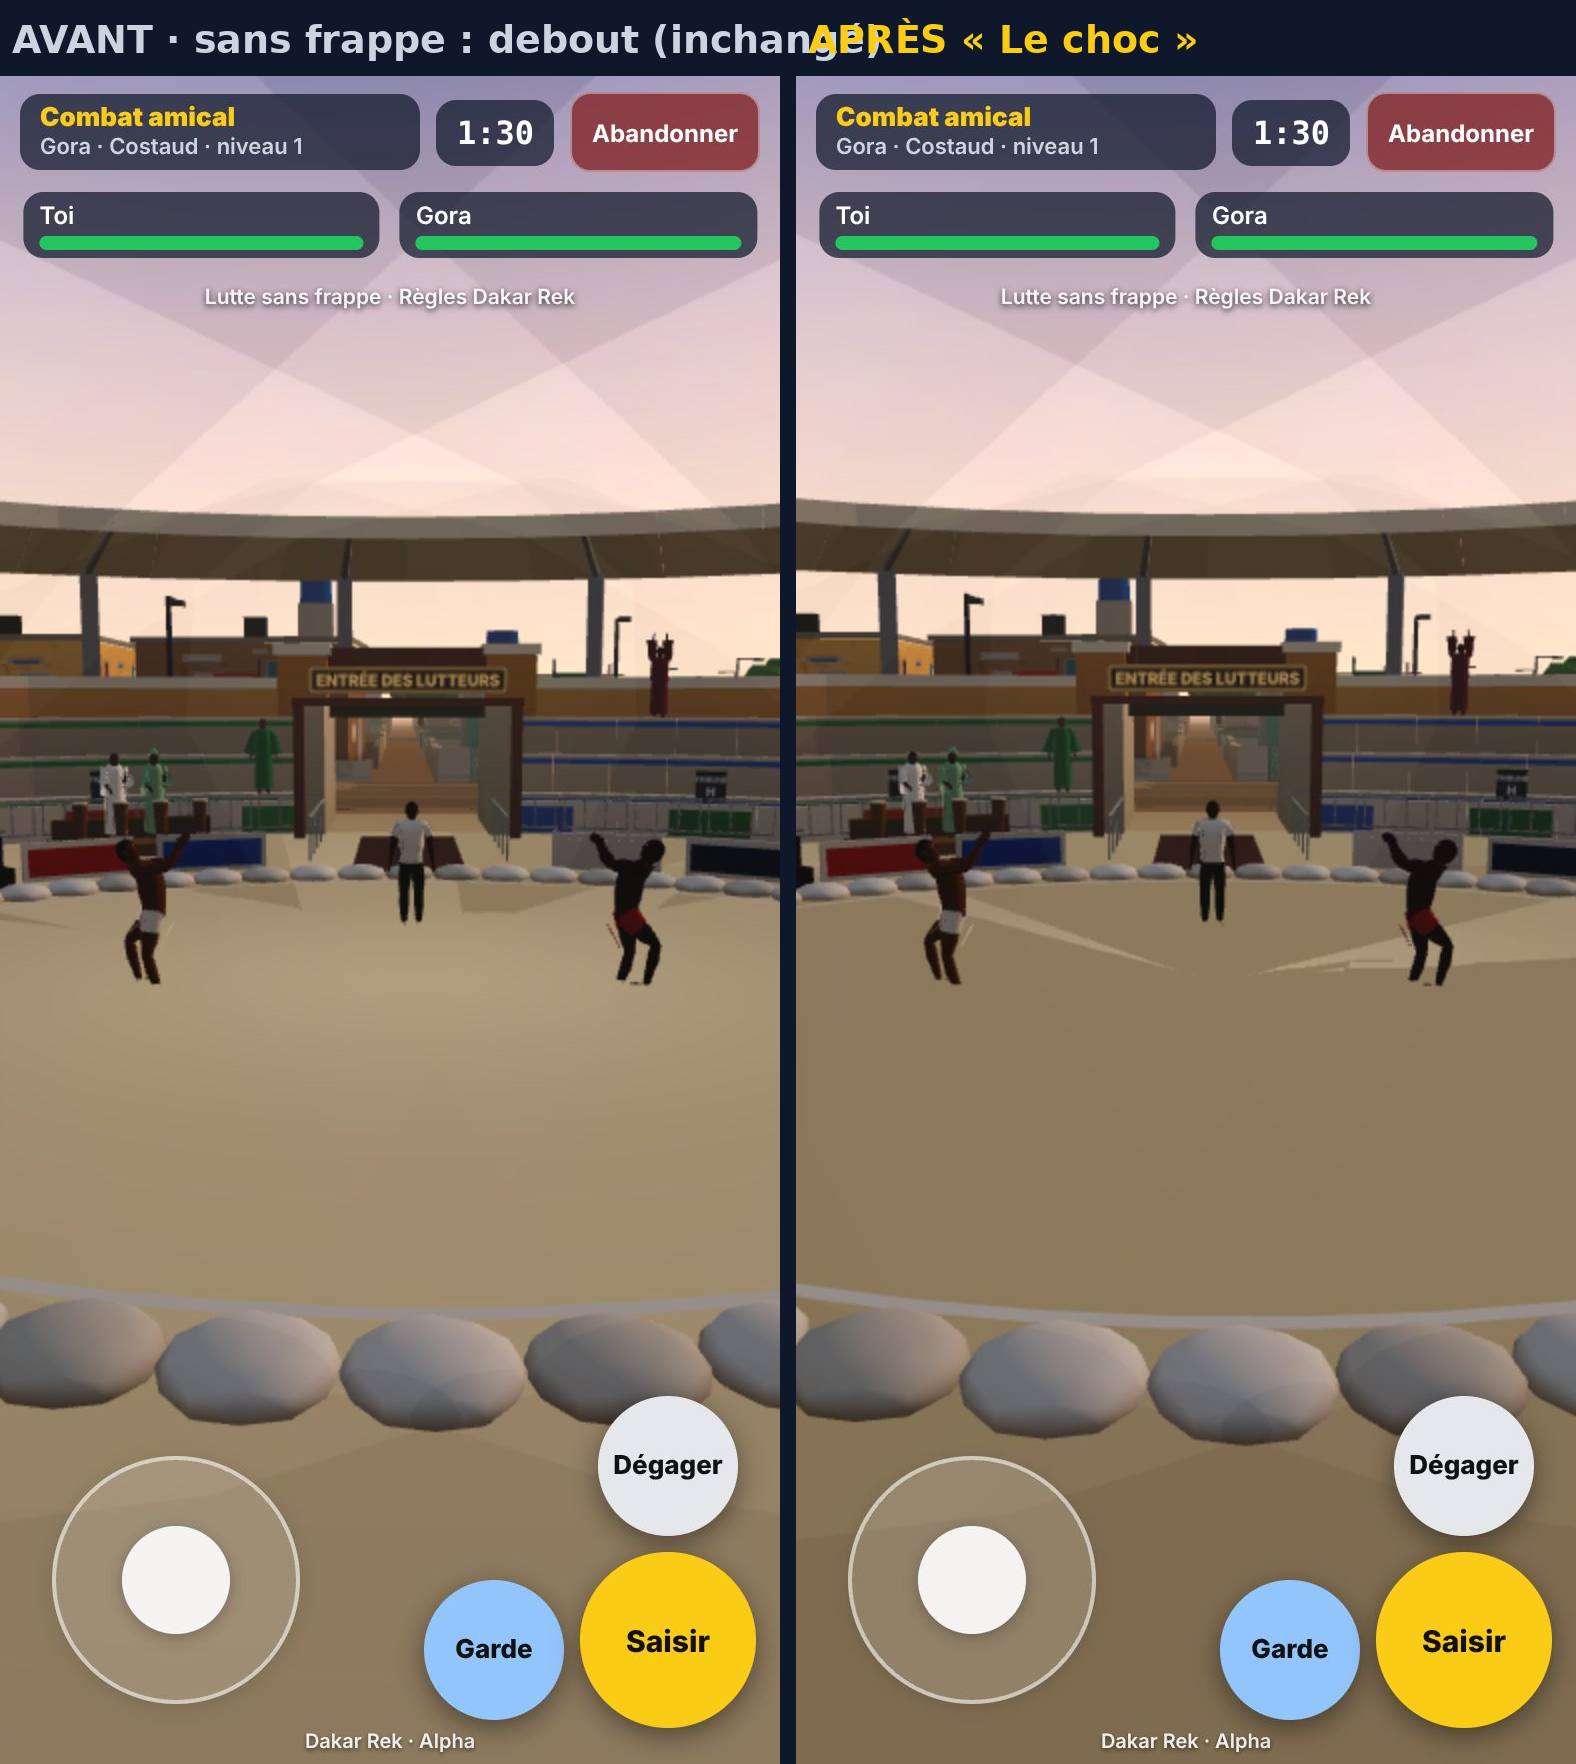 AVANT · sans frappe : debout (inchangé)
APRÈS « Le choc »
Combat amical
Gora · Costaud · niveau 1
1:30
Abandonner
Toi
Gora
Lutte sans frappe · Règles Dakar Rek
ENTRÉE DES LUTTEURS
H
Dégager
Garde
Saisir
Dakar Rek · Alpha
Combat amical
Gora · Costaud · niveau 1
1:30
Abandonner
Toi
Gora
Lutte sans frappe · Règles Dakar Rek
ENTRÉE DES LUTTEURS
H
Dégager
Garde
Saisir
Dakar Rek · Alpha